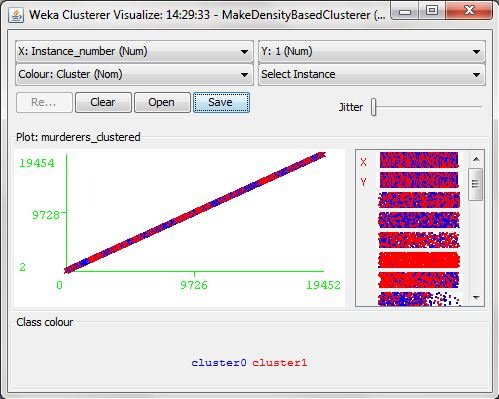 Weka Clusterer Visualize: 14:29:33 - MakeDensityBasedClusterer (...
X: Instance_number (Num) Y: 1 (Num)
Colour: Cluster (Nom) Select Instance
Re... Clear Open Save Jitter
Plot: murderers_clustered
19454
9728
2
0 9726 19452
X
Y
Class colour
cluster0 cluster1